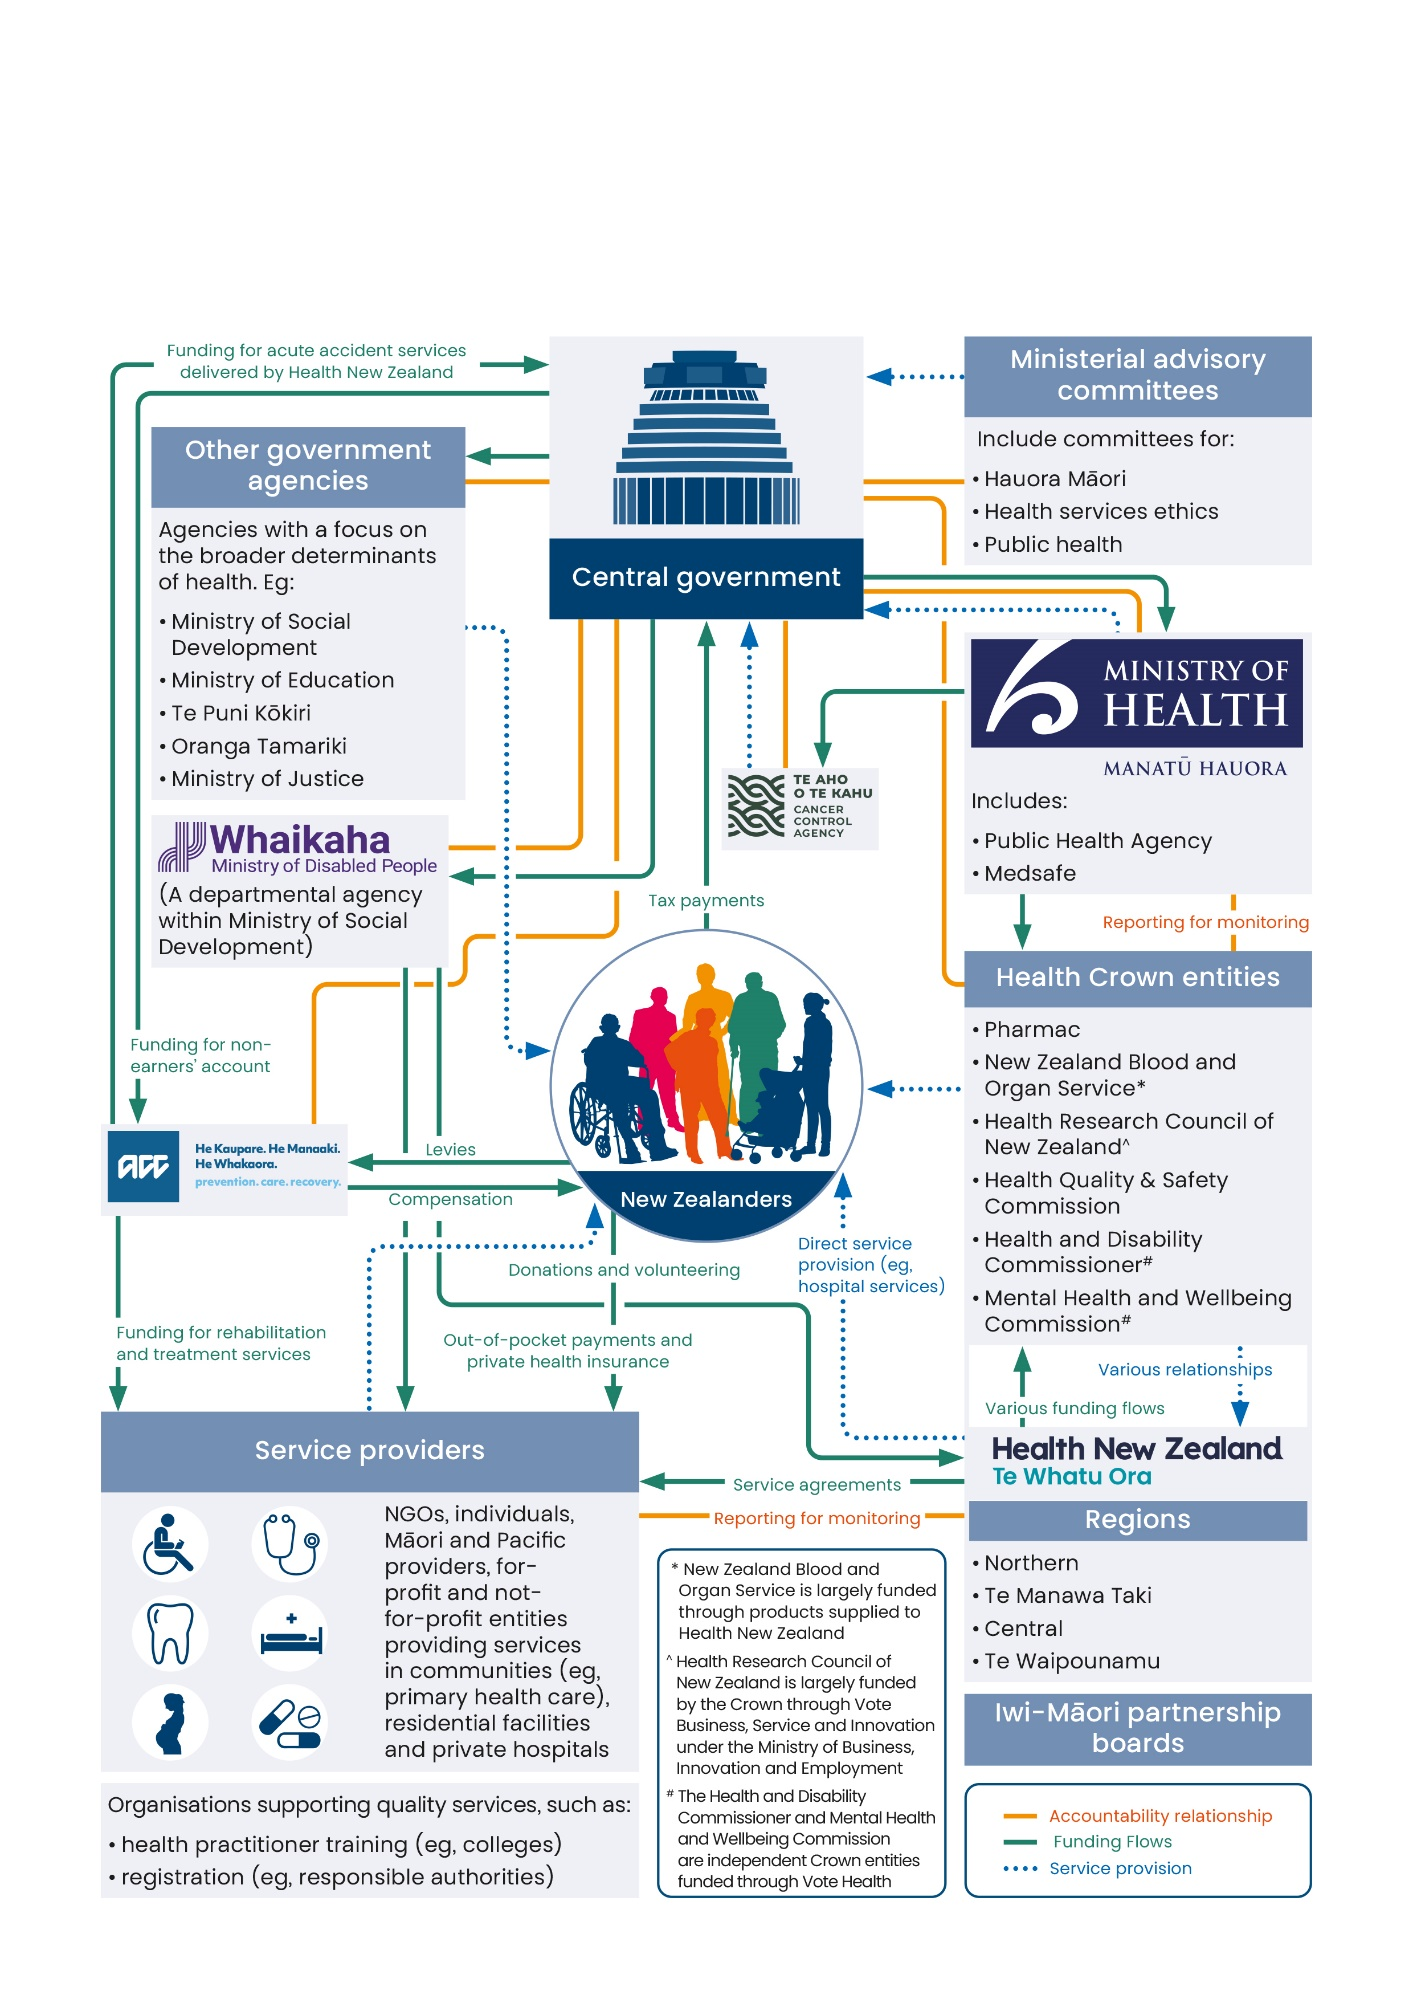 Funding for acute accident services
delivered by Health New Zealand
Central government
Ministerial advisory
committees
Include committees for:
• Hauora Māori
• Health services ethics
• Public health
Other government
agencies
Agencies with a focus on
the broader determinants
of health. Eg:
• Ministry of Social
Development
• Ministry of Education
• Te Puni Kōkiri
• Oranga Tamariki
• Ministry of Justice
MINISTRY OF
HEALTH
MANATŪ HAUORA
Includes:
• Public Health Agency
• Medsafe
TE AHO
O TE KAHU
CANCER
CONTROL
AGENCY
Whaikaha
Ministry of Disabled People
(A departmental agency
within Ministry of Social
Development)
Tax payments
Reporting for monitoring
Health Crown entities
• Pharmac
• New Zealand Blood and
Organ Service*
• Health Research Council of
New Zealand^
• Health Quality & Safety
Commission
• Health and Disability
Commissioner#
• Mental Health and Wellbeing
Commission#
Funding for non-
earners' account
acc
He Kaupare. He Manaaki.
He Whakaora.
prevention. care. recovery.
Levies
Compensation
New Zealanders
Direct service
provision (eg,
hospital services)
Donations and volunteering
Out-of-pocket payments and
private health insurance
Funding for rehabilitation
and treatment services
Various relationships
Various funding flows
Health New Zealand
Te Whatu Ora
Service agreements
Reporting for monitoring
Regions
• Northern
• Te Manawa Taki
• Central
• Te Waipounamu
Iwi-Māori partnership
boards
Service providers
NGOs, individuals,
Māori and Pacific
providers, for-
profit and not-
for-profit entities
providing services
in communities (eg,
primary health care),
residential facilities
and private hospitals
Organisations supporting quality services, such as:
• health practitioner training (eg, colleges)
• registration (eg, responsible authorities)
* New Zealand Blood and
Organ Service is largely funded
through products supplied to
Health New Zealand
^ Health Research Council of
New Zealand is largely funded
by the Crown through Vote
Business, Service and Innovation
under the Ministry of Business,
Innovation and Employment
# The Health and Disability
Commissioner and Mental Health
and Wellbeing Commission
are independent Crown entities
funded through Vote Health
Accountability relationship
Funding Flows
Service provision